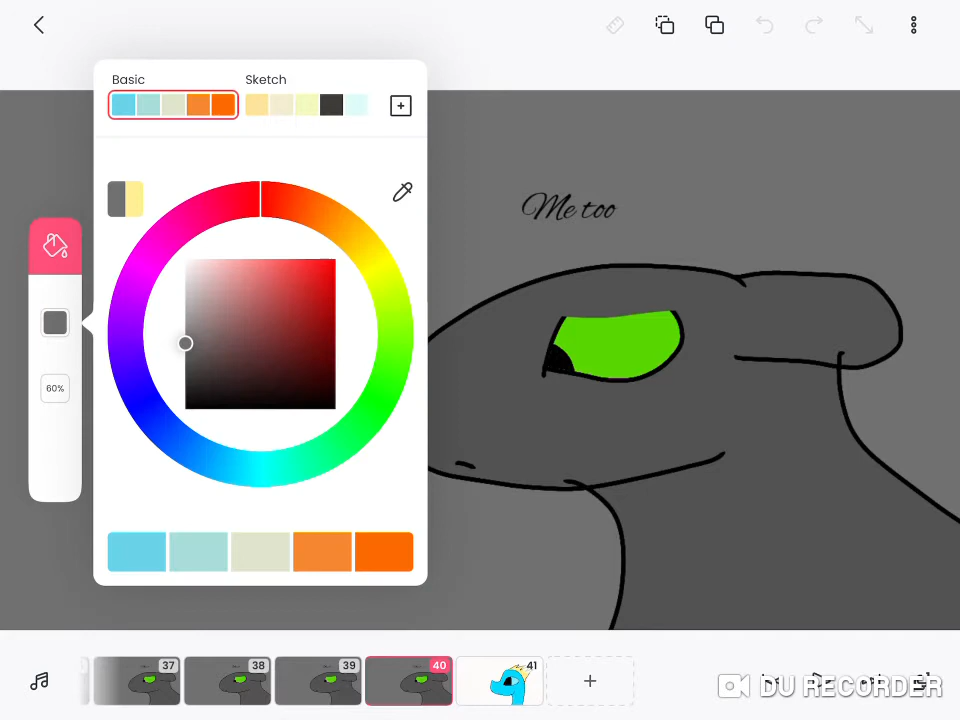 Basic Sketch
Me too
60%
37 38 39 40 41
DU RECORDER